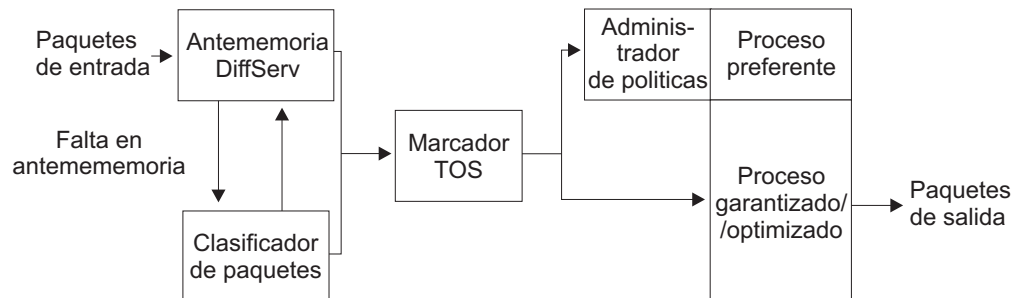 Paquetes
de entrada
Antememoria
DiffServ
Falta en
antemememoria
Clasificador
de paquetes
Marcador
TOS
Adminis-
trador
de politicas
Proceso
preferente
Proceso
garantizado/
/optimizado
Paquetes
de salida